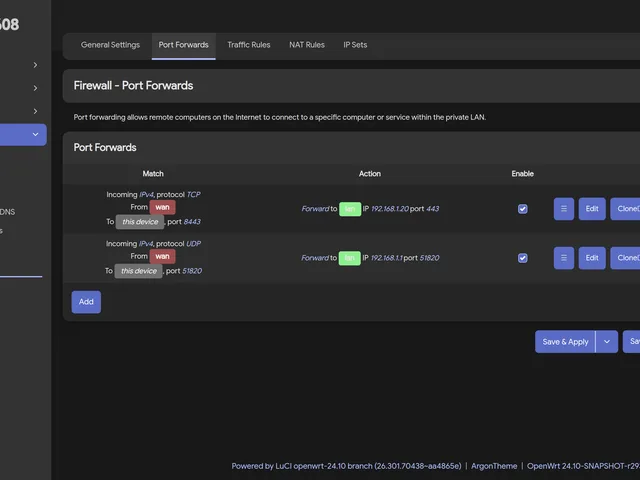 608
General Settings Port Forwards Traffic Rules NAT Rules IP Sets
Firewall - Port Forwards
Port forwarding allows remote computers on the Internet to connect to a specific computer or service within the private LAN.
Port Forwards
Match Action Enable
Incoming IPv4, protocol TCP
From wan
To this device, port 8443
Forward to lan IP 192.168.1.20 port 443
Edit Clone
Incoming IPv4, protocol UDP
From wan
To this device, port 51820
Forward to lan IP 192.168.1.1 port 51820
Edit Clone
DNS
s
Add
Save & Apply Sa
Powered by LuCI openwrt-24.10 branch (26.301.70438~aa4865e) | ArgonTheme | OpenWrt 24.10-SNAPSHOT-r29